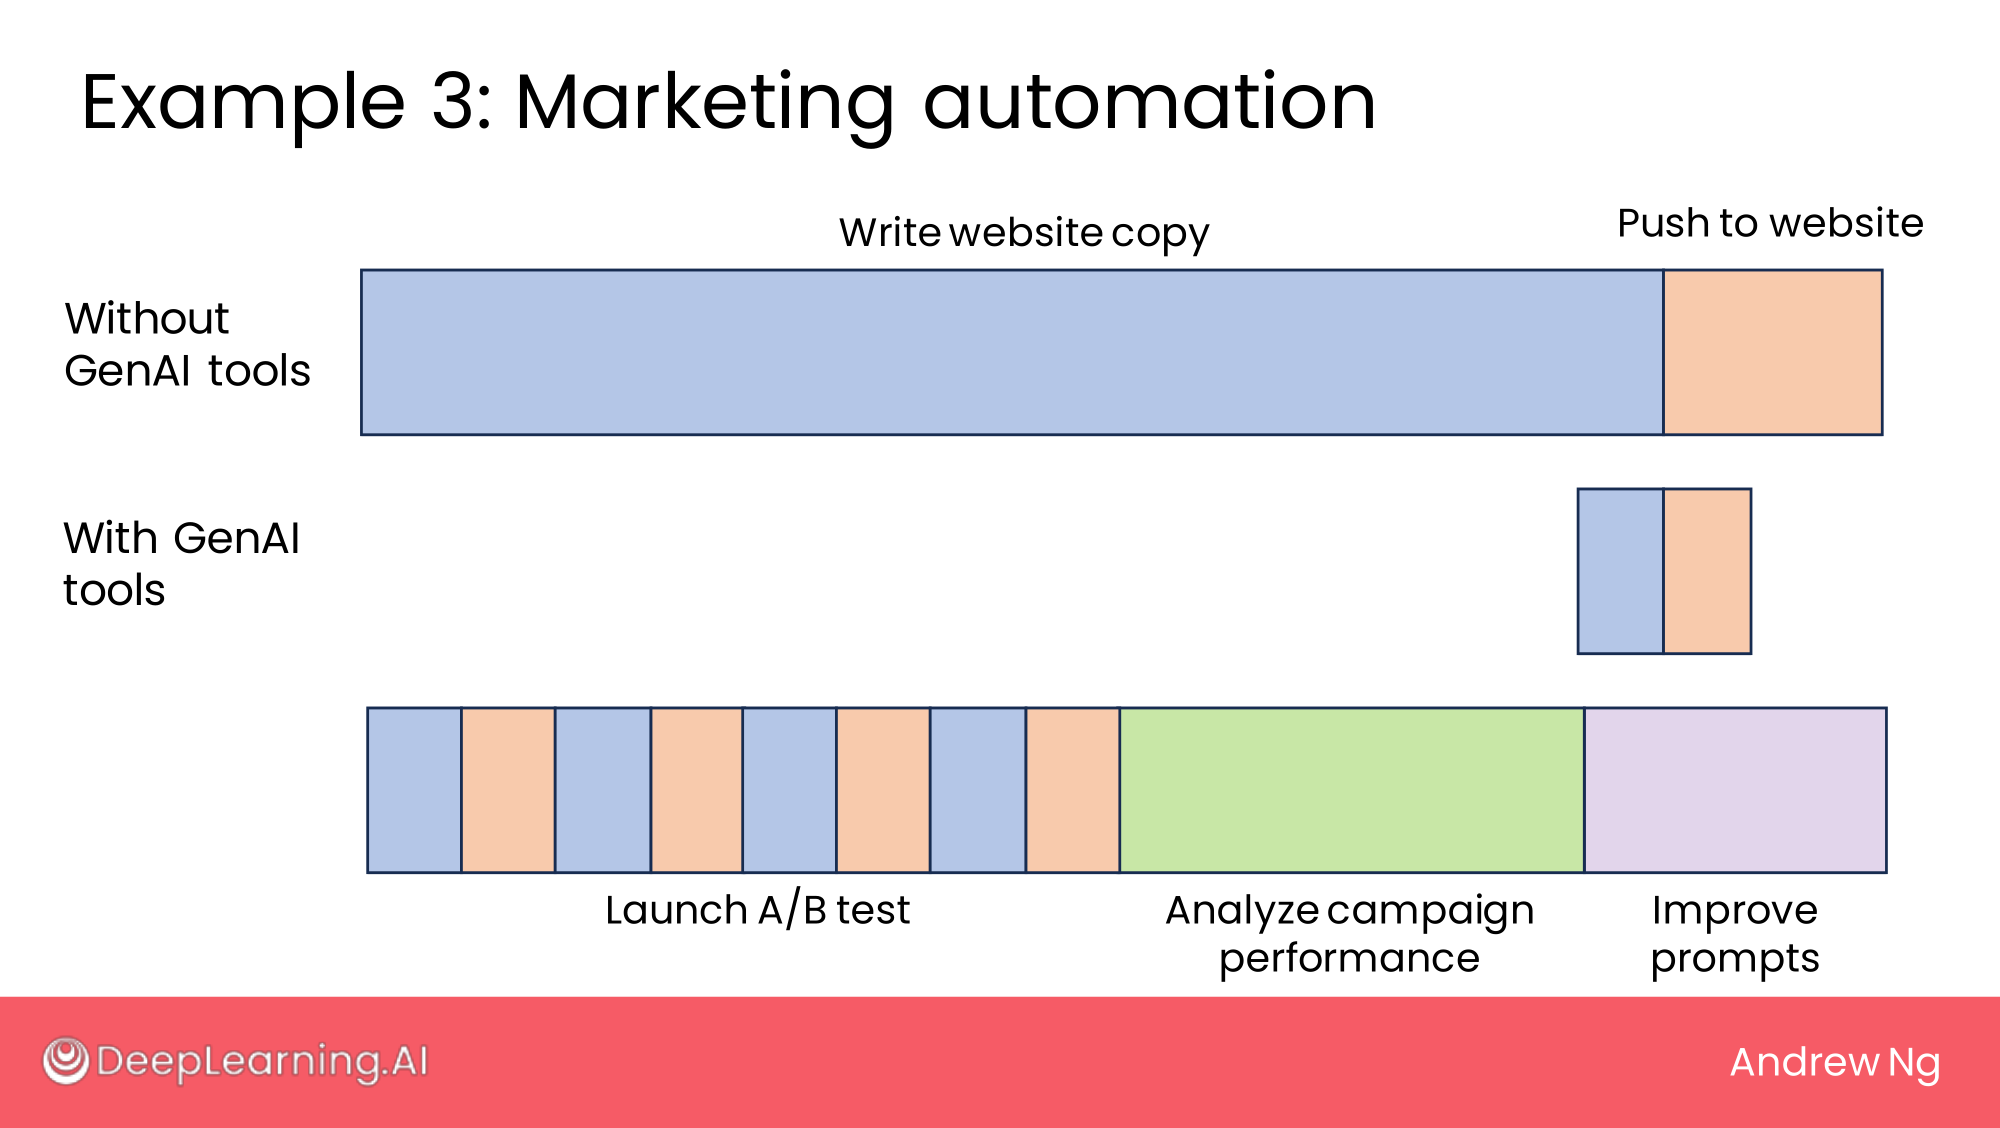 Example 3: Marketing automation
Write website copy
Push to website
Without
GenAI tools
With GenAI
tools
Launch A/B test
Analyze campaign
performance
Improve
prompts
DeepLearning.AI
Andrew Ng